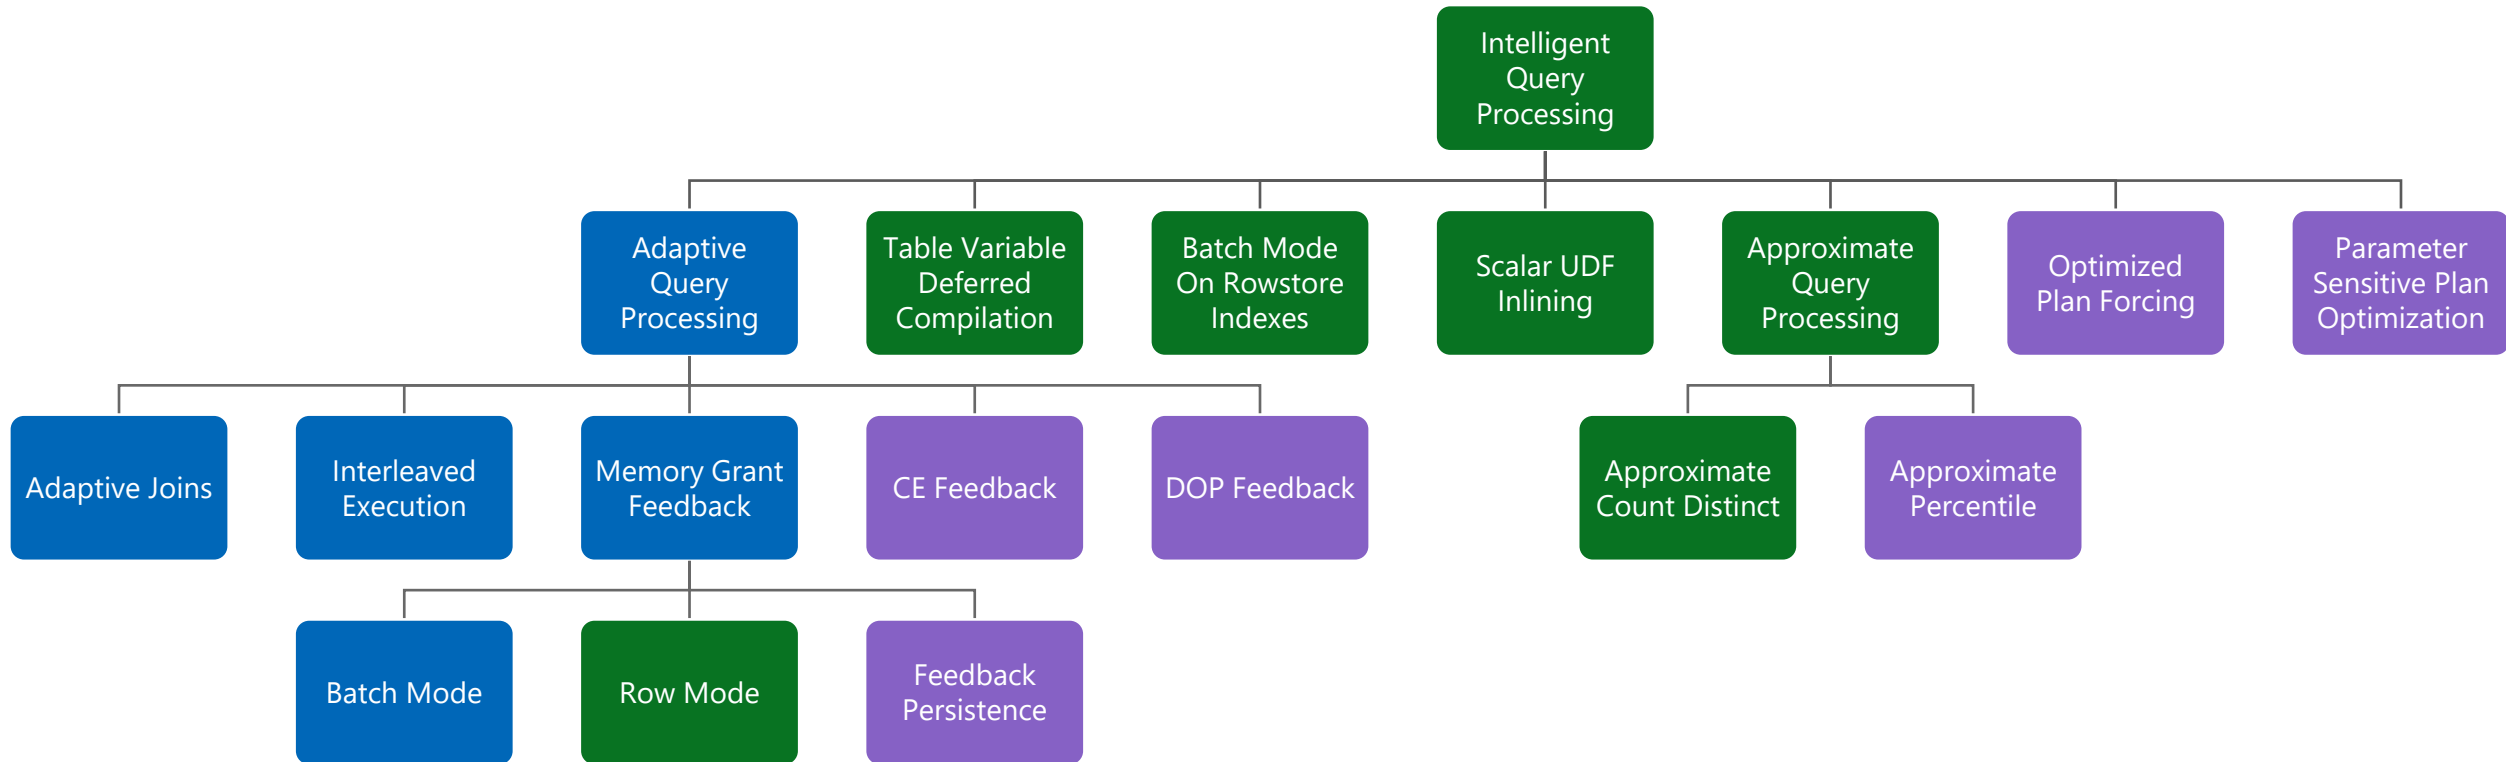 Intelligent
Query
Processing
Adaptive
Query
Processing
Table Variable
Deferred
Compilation
Batch Mode
On Rowstore
Indexes
Scalar UDF
Inlining
Approximate
Query
Processing
Optimized
Plan Forcing
Parameter
Sensitive Plan
Optimization
Adaptive Joins
Interleaved
Execution
Memory Grant
Feedback
CE Feedback
DOP Feedback
Approximate
Count Distinct
Approximate
Percentile
Batch Mode
Row Mode
Feedback
Persistence